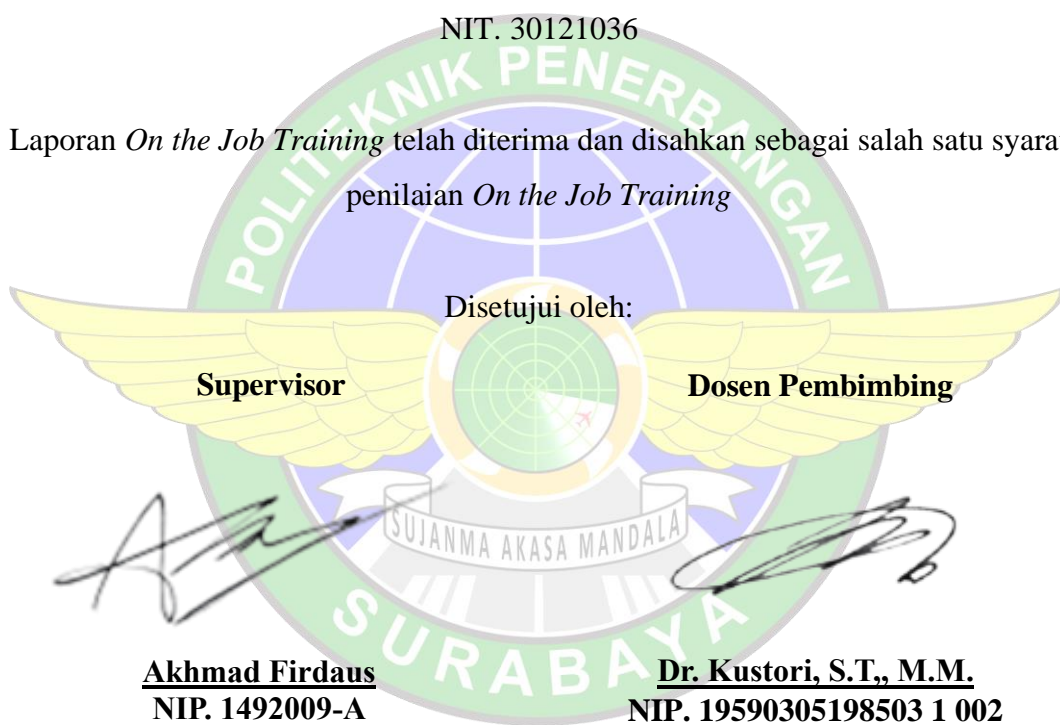 NIT. 30121036
POLITEKNIK PENERBANGAN
Laporan On the Job Training telah diterima dan disahkan sebagai salah satu syara
penilaian On the Job Training
Disetujui oleh:
Supervisor Dosen Pembimbing
SUJANMA AKASA MANDALA
SURABAYA
Akhmad Firdaus Dr. Kustori, S.T,, M.M.
NIP. 1492009-A NIP. 19590305198503 1 002